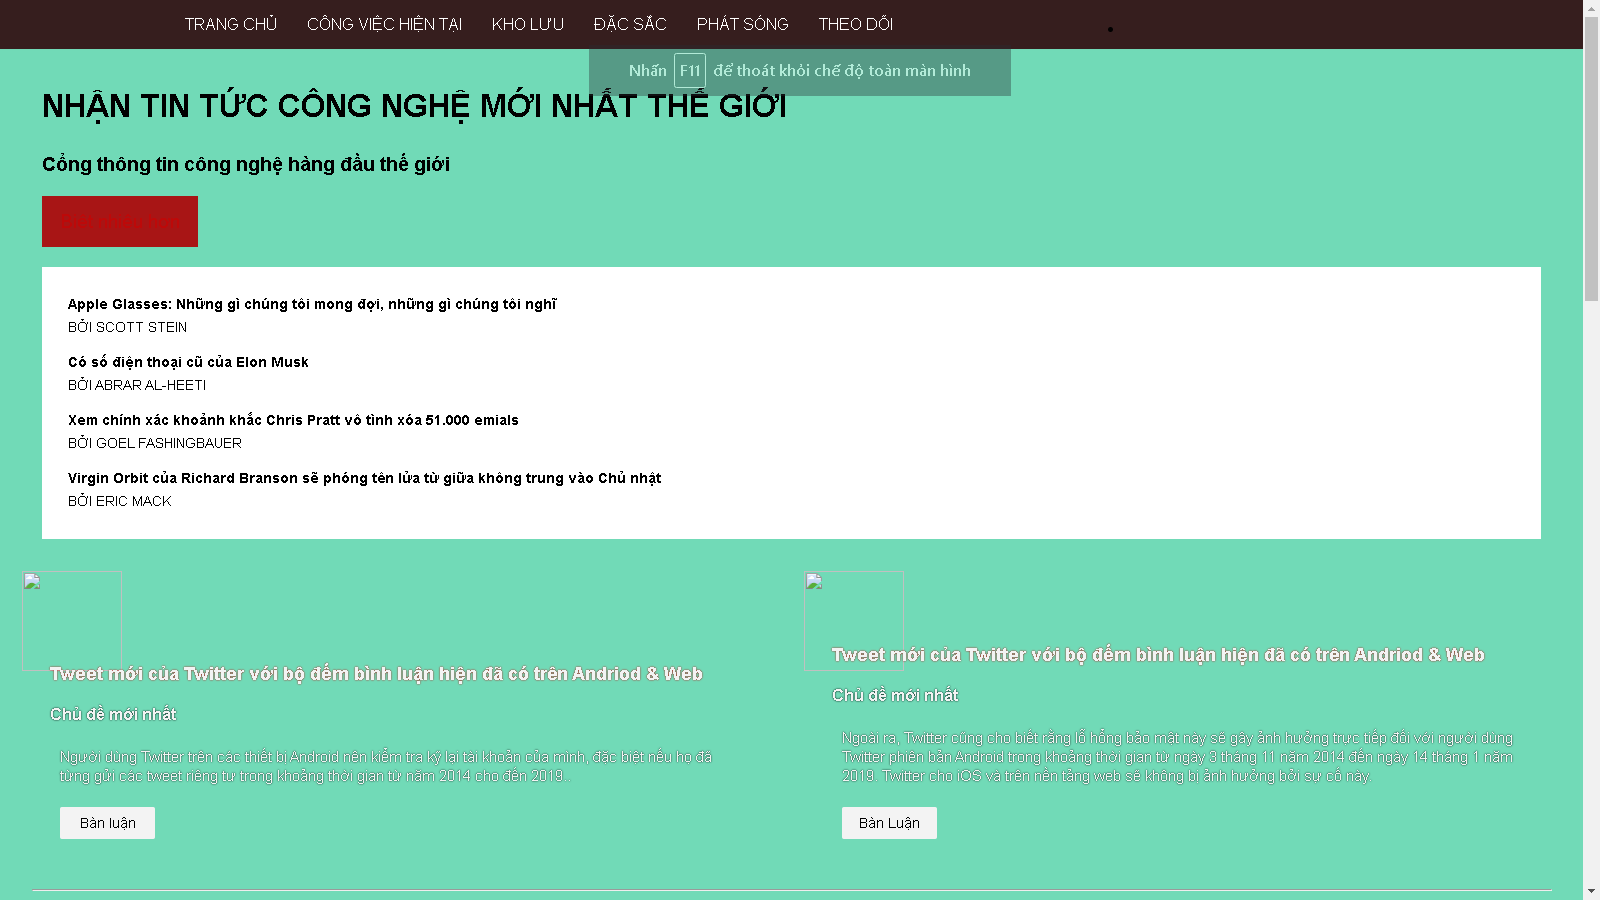 TRANG CHỦ CÔNG VIỆC HIỆN TẠI KHO LƯU ĐẶC SẮC PHÁT SÓNG THEO DÕI
Nhấn F11 để thoát khỏi chế độ toàn màn hình
NHẬN TIN TỨC CÔNG NGHỆ MỚI NHẤT THẾ GIỚI
Cổng thông tin công nghệ hàng đầu thế giới
Apple Glasses: Những gì chúng tôi mong đợi, những gì chúng tôi nghĩ
BỞI SCOTT STEIN
Có số điện thoại cũ của Elon Musk
BỞI ABRAR AL-HEETI
Xem chính xác khoảnh khắc Chris Pratt vô tình xóa 51.000 emials
BỞI GOEL FASHINGBAUER
Virgin Orbit của Richard Branson sẽ phóng tên lửa từ giữa không trung vào Chủ nhật
BỞI ERIC MACK
Tweet mới của Twitter với bộ đếm bình luận hiện đã có trên Andriod & Web
Chủ đề mới nhất
Người dùng Twitter trên các thiết bị Android nên kiểm tra kỹ lại tài khoản của mình, đặc biệt nếu họ đã
từng gửi các tweet riêng tư trong khoảng thời gian từ năm 2014 cho đến 2019..
Bàn luận
Tweet mới của Twitter với bộ đếm bình luận hiện đã có trên Andriod & Web
Chủ đề mới nhất
Ngoài ra, Twitter cũng cho biết rằng lỗ hổng bảo mật này sẽ gây ảnh hưởng trực tiếp đối với người dùng
Twitter phiên bản Android trong khoảng thời gian từ ngày 3 tháng 11 năm 2014 đến ngày 14 tháng 1 năm
2019. Twitter cho iOS và trên nền tảng web sẽ không bị ảnh hưởng bởi sự cố này.
Bàn Luận